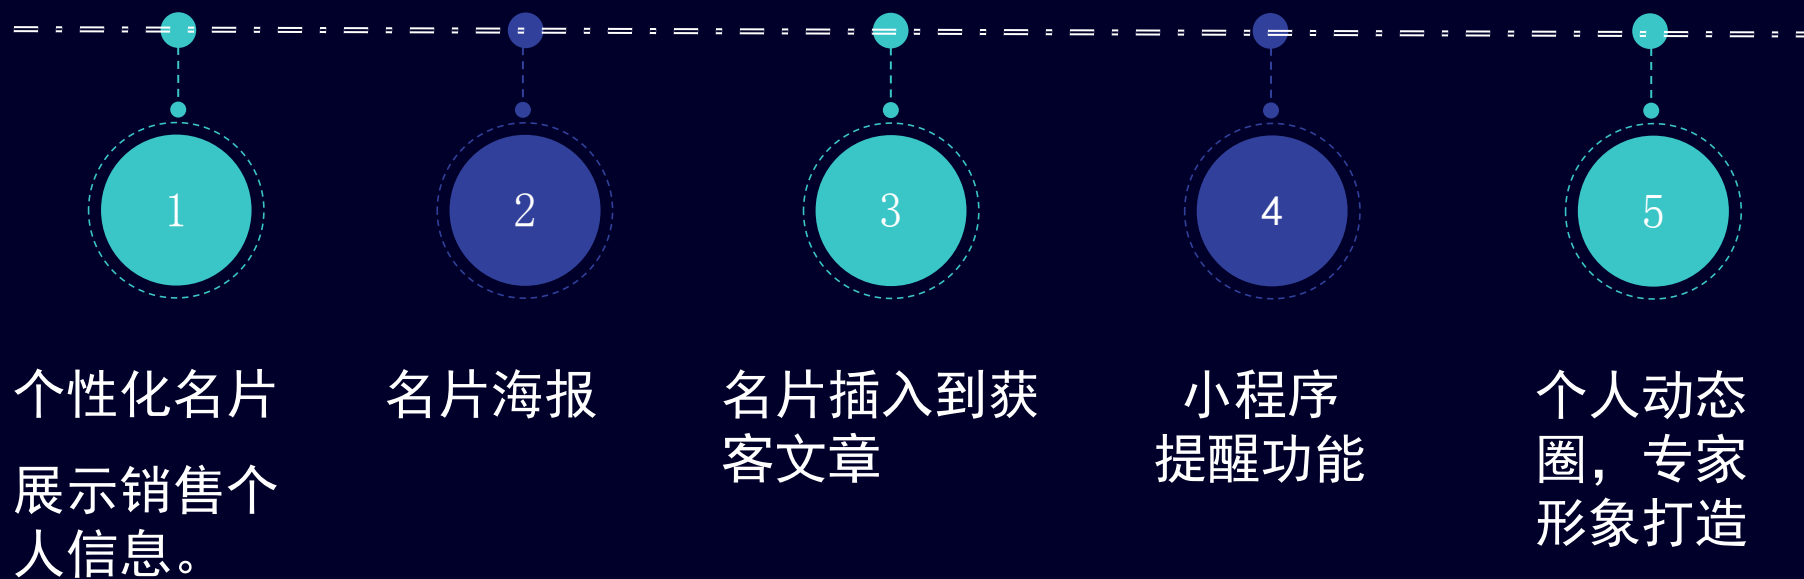 1
个性化名片
展示销售个
人信息。
2
名片海报
3
名片插入到获
客文章
4
小程序
提醒功能
5
个人动态
圈，专家
形象打造